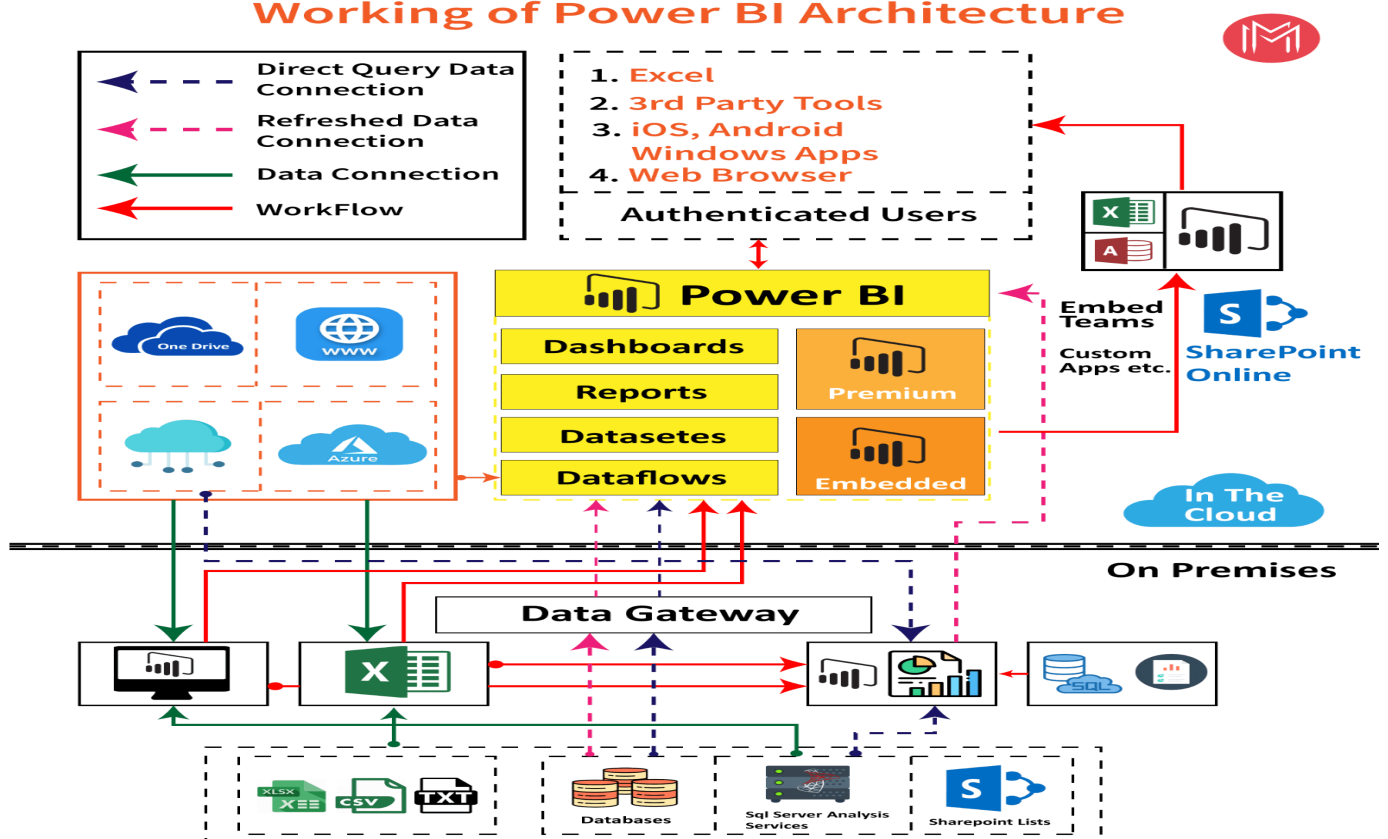 Working of Power BI Architecture
Direct Query Data
Connection
Refreshed Data
Connection
Data Connection
WorkFlow
1. Excel
2. 3rd Party Tools
3. iOS, Android
Windows Apps
4. Web Browser
Authenticated Users
M
X
A
Embed
Teams
Custom
Apps etc.
S
SharePoint
Online
One Drive
WWW
Azure
Power BI
Dashboards
Reports
Datasetes
Dataflows
Premium
Embedded
In The
Cloud
On Premises
Data Gateway
X
SQL
XLSX
X
CSV
TXT
Databases
Sql Server Analysis
Services
S
Sharepoint Lists